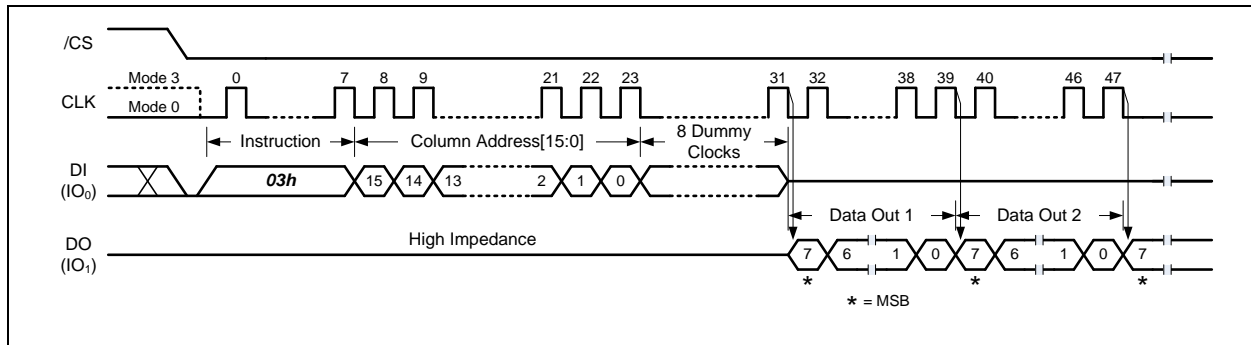 /CS
Mode 3 0 7 8 9 21 22 23 31 32 38 39 40 46 47
CLK
Mode 0
Instruction Column Address[15:0] 8 Dummy Clocks
DI
(IO0) 03h 15 14 13 2 1 0
Data Out 1 Data Out 2
DO High Impedance
(IO1) 7 6 1 0 7 6 1 0 7
* * *
* = MSB